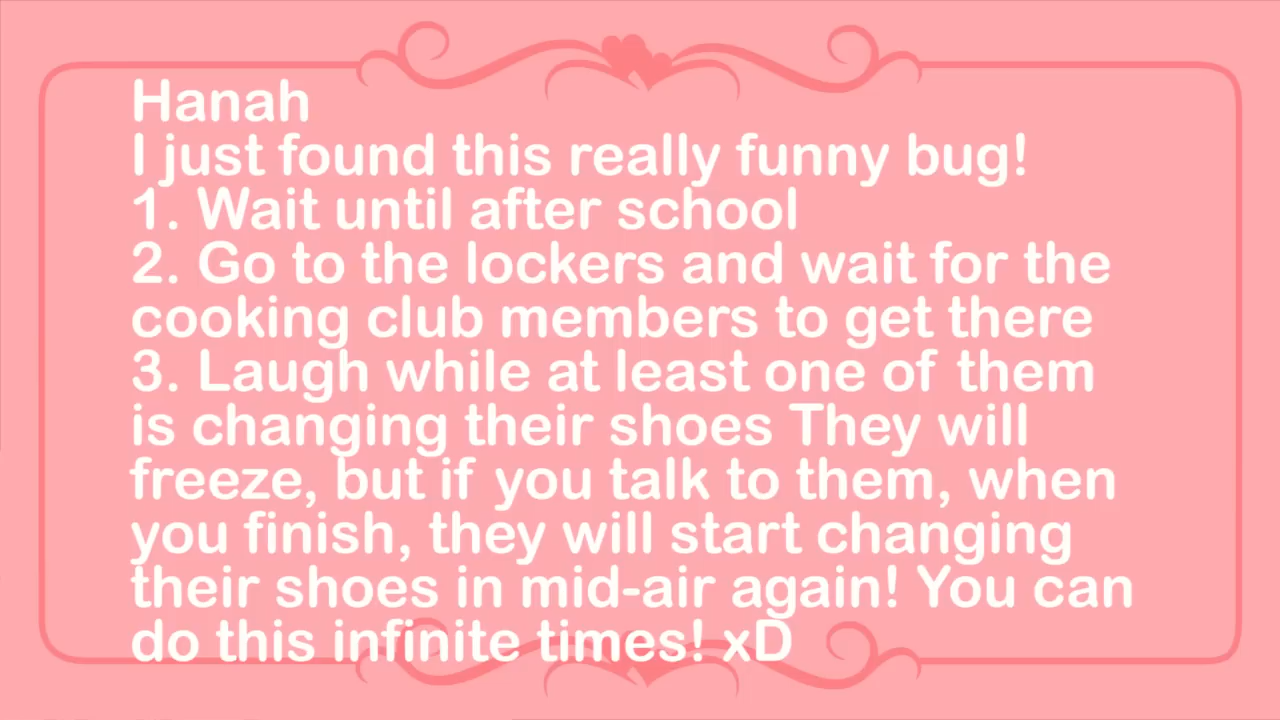 Hanah
I just found this really funny bug!
1. Wait until after school
2. Go to the lockers and wait for the
cooking club members to get there
3. Laugh while at least one of them
is changing their shoes They will
freeze, but if you talk to them, when
you finish, they will start changing
their shoes in mid-air again! You can
do this infinite times! xD